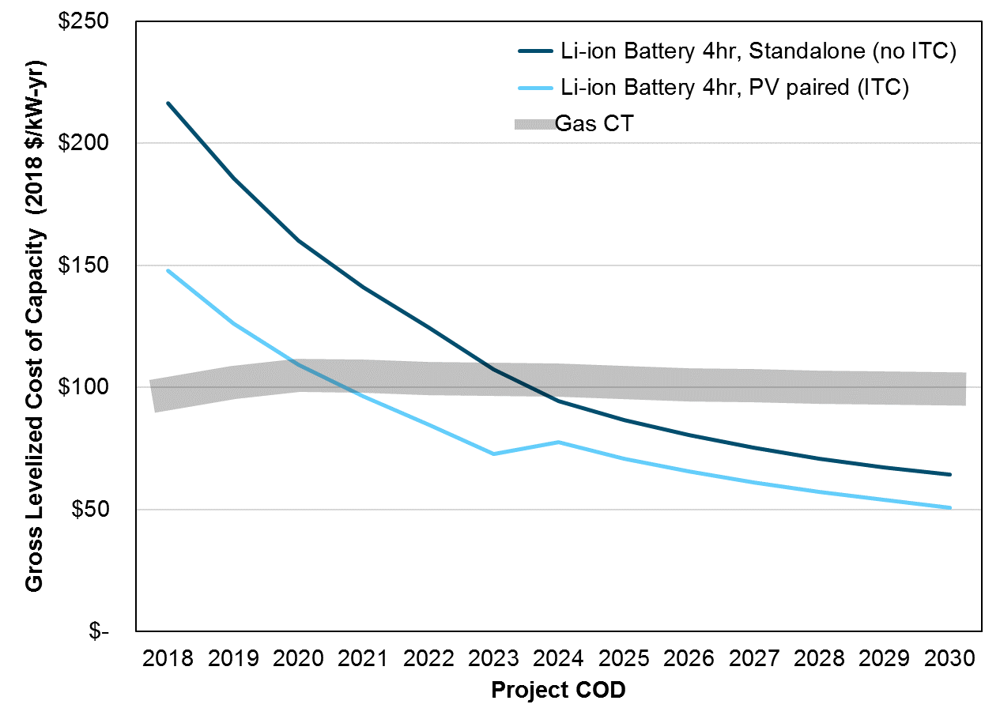 $250
$200
$150
$100
$50
$-
Gross Levelized Cost of Capacity (2018 $/kW-yr)
Li-ion Battery 4hr, Standalone (no ITC)
Li-ion Battery 4hr, PV paired (ITC)
Gas CT
2018 2019 2020 2021 2022 2023 2024 2025 2026 2027 2028 2029 2030
Project COD